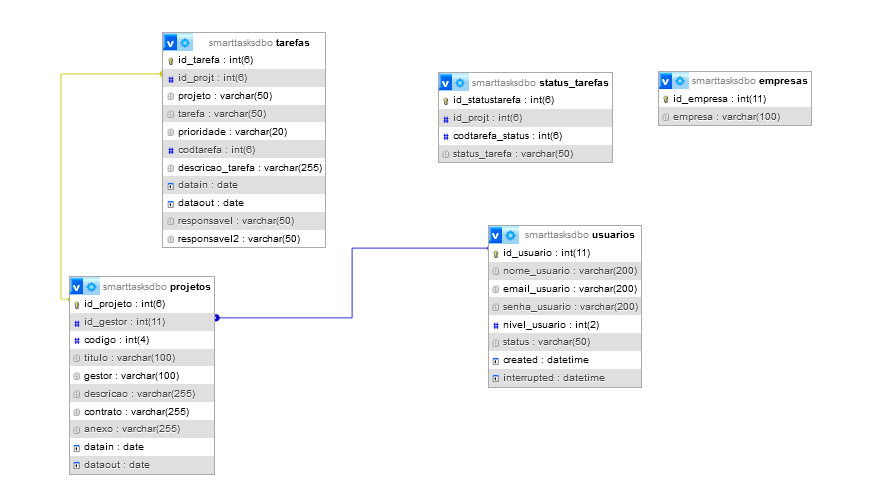 v smarttasksdbo tarefas
id_tarefa : int(6)
# id_projt : int(6)
projeto : varchar(50)
tarefa : varchar(50)
prioridade : varchar(20)
# codtarefa : int(6)
descricao_tarefa : varchar(255)
datain : date
dataout : date
responsavel : varchar(50)
responsavel2 : varchar(50)
v smarttasksdbo status_tarefas
id_statustarefa : int(6)
# id_projt : int(6)
# codtarefa_status : int(6)
status_tarefa : varchar(50)
v smarttasksdbo empresas
id_empresa : int(11)
empresa : varchar(100)
v smarttasksdbo usuarios
id_usuario : int(11)
nome_usuario : varchar(200)
email_usuario : varchar(200)
senha_usuario : varchar(200)
# nivel_usuario : int(2)
status : varchar(50)
created : datetime
interrupted : datetime
v smarttasksdbo projetos
id_projeto : int(6)
# id_gestor : int(11)
# codigo : int(4)
titulo : varchar(100)
gestor : varchar(100)
descricao : varchar(255)
contrato : varchar(255)
anexo : varchar(255)
datain : date
dataout : date